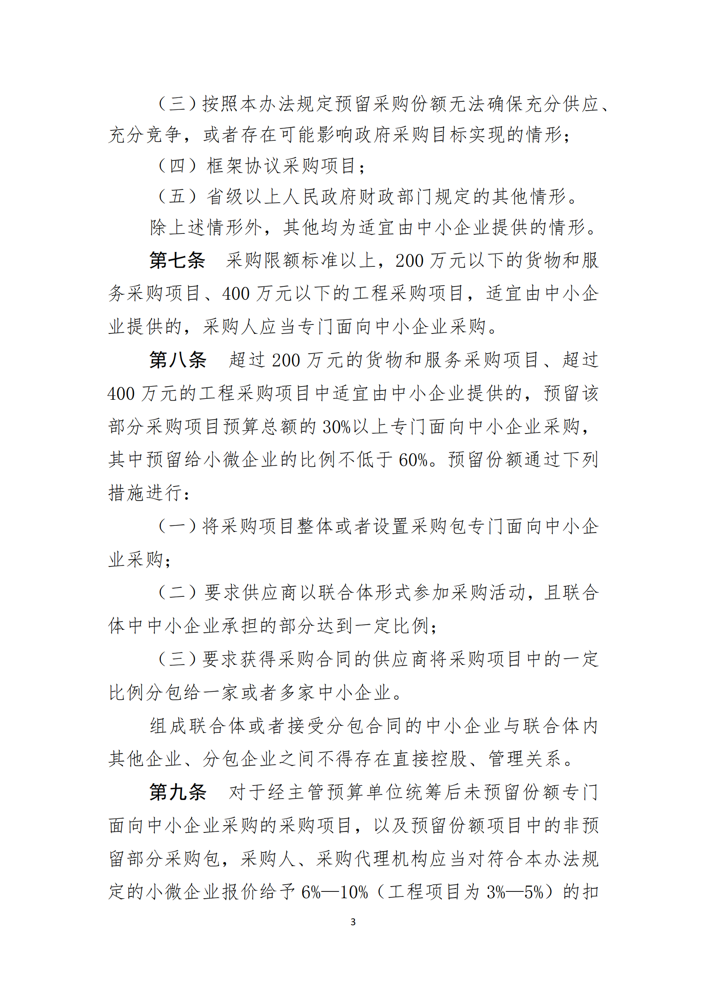 （三）按照本办法规定预留采购份额无法确保充分供应、
充分竞争，或者存在可能影响政府采购目标实现的情形；
（四）框架协议采购项目；
（五）省级以上人民政府财政部门规定的其他情形。
除上述情形外，其他均为适宜由中小企业提供的情形。
第七条　采购限额标准以上，200 万元以下的货物和服
务采购项目、400 万元以下的工程采购项目，适宜由中小企
业提供的，采购人应当专门面向中小企业采购。
第八条　超过 200 万元的货物和服务采购项目、超过
400 万元的工程采购项目中适宜由中小企业提供的，预留该
部分采购项目预算总额的 30%以上专门面向中小企业采购，
其中预留给小微企业的比例不低于 60%。预留份额通过下列
措施进行：
（一）将采购项目整体或者设置采购包专门面向中小企
业采购；
（二）要求供应商以联合体形式参加采购活动，且联合
体中中小企业承担的部分达到一定比例；
（三）要求获得采购合同的供应商将采购项目中的一定
比例分包给一家或者多家中小企业。
组成联合体或者接受分包合同的中小企业与联合体内
其他企业、分包企业之间不得存在直接控股、管理关系。
第九条　对于经主管预算单位统筹后未预留份额专门
面向中小企业采购的采购项目，以及预留份额项目中的非预
留部分采购包，采购人、采购代理机构应当对符合本办法规
定的小微企业报价给予 6%—10%（工程项目为 3%—5%）的扣
3